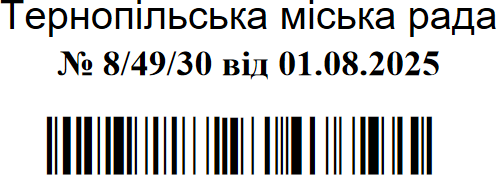 Тернопільська міська рада
№ 8/49/30 від 01.08.2025